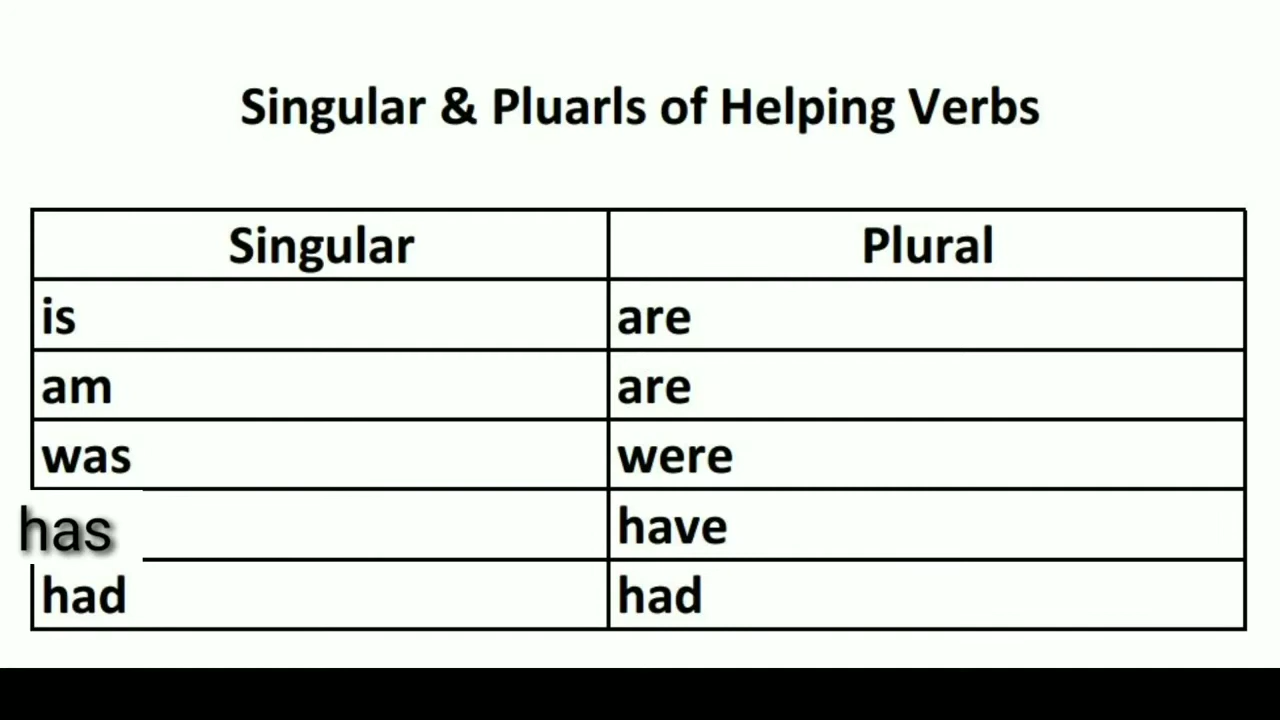 Singular & Pluarls of Helping Verbs
Singular Plural
is are
am are
was were
has have
had had